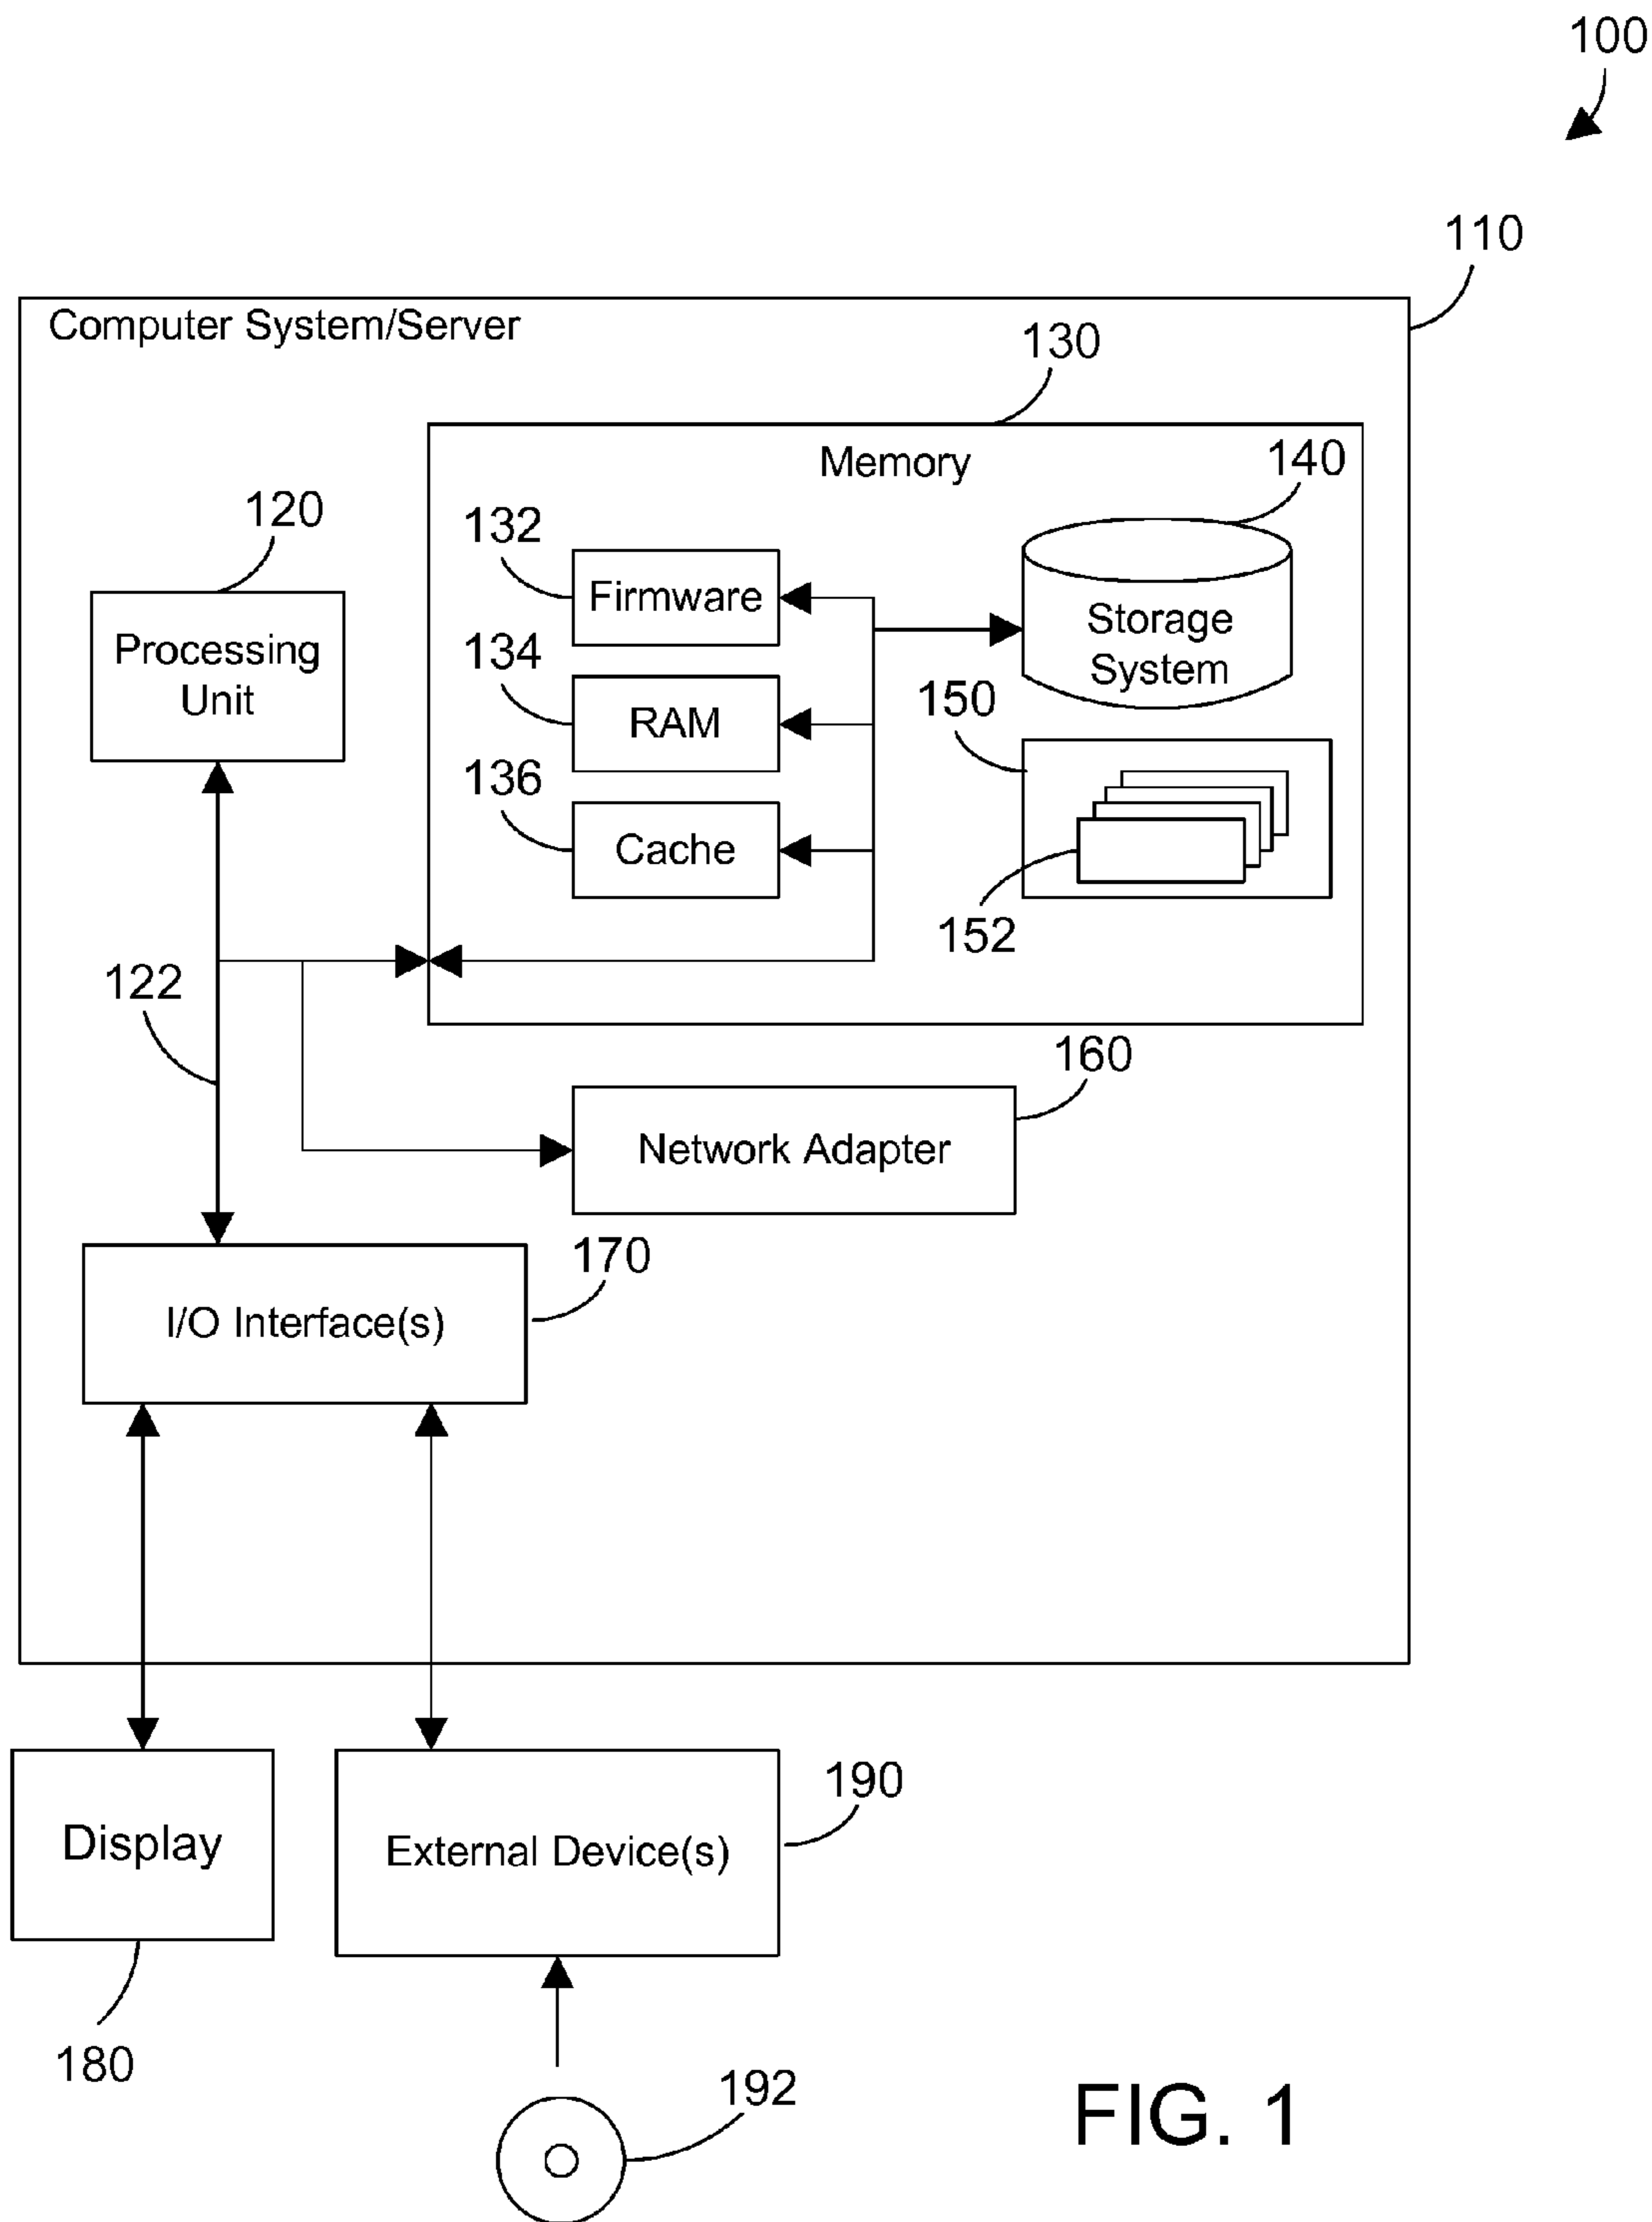 100
110
Computer System/Server
130
Memory
140
120
132
Firmware
Storage
System
Processing
Unit
134
RAM
150
136
Cache
152
122
160
Network Adapter
170
I/O Interface(s)
190
Display
External Device(s)
180
192
FIG. 1